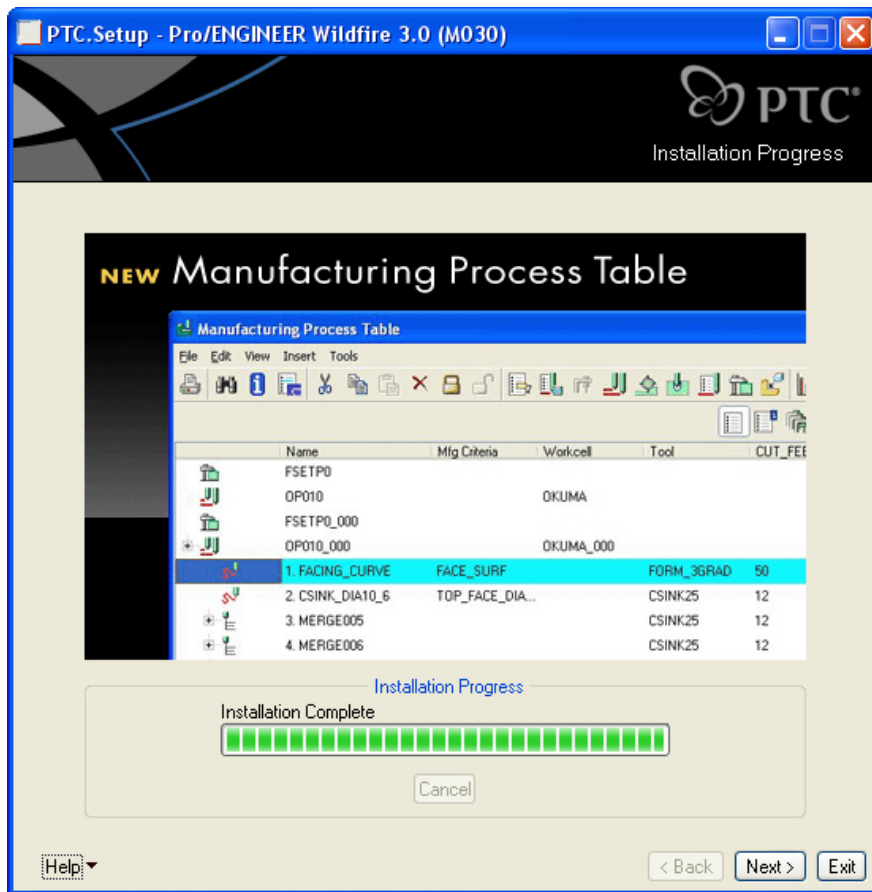 PTC.Setup - Pro/ENGINEER Wildfire 3.0 (M030)
PTC®
Installation Progress
NEW Manufacturing Process Table
Manufacturing Process Table
File Edit View Insert Tools
Name Mfg Criteria Workcell Tool CUT_FEE
FSETP0
OP010 OKUMA
FSETP0_000
OP010_000 OKUMA_000
1. FACING_CURVE FACE_SURF FORM_3GRAD 50
2. CSINK_DIA10_6 TOP_FACE_DIA... CSINK25 12
3. MERGE005 CSINK25 12
4. MERGE006 CSINK25 12
Installation Progress
Installation Complete
Cancel
Help < Back Next > Exit